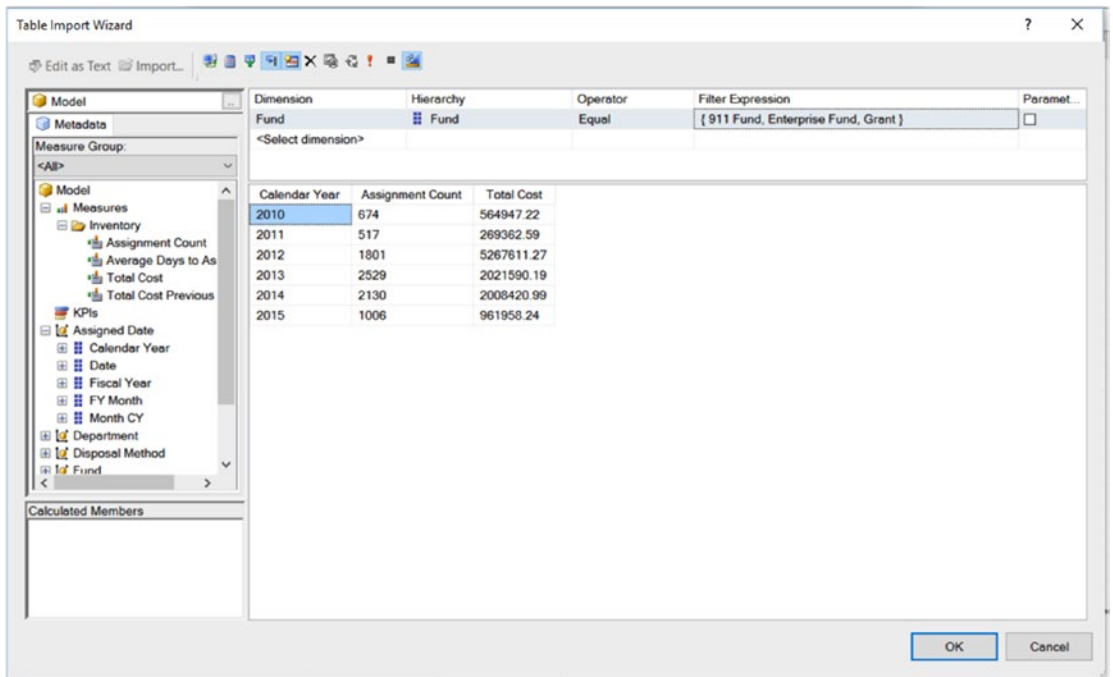 Table Import Wizard
?
Edit as Text Import...
Model ..
Metadata
Measure Group:
<All>
Model
Measures
Inventory
Assignment Count
Average Days to As
Total Cost
Total Cost Previous
KPIs
Assigned Date
Calendar Year
Date
Fiscal Year
FY Month
Month CY
Department
Disposal Method
Fund
Calculated Members
Dimension Hierarchy Operator Filter Expression Paramet...
Fund Fund Equal { 911 Fund, Enterprise Fund, Grant }
<Select dimension>
Calendar Year Assignment Count Total Cost
2010 674 564947.22
2011 517 269362.59
2012 1801 5267611.27
2013 2529 2021590.19
2014 2130 2008420.99
2015 1006 961958.24
OK Cancel